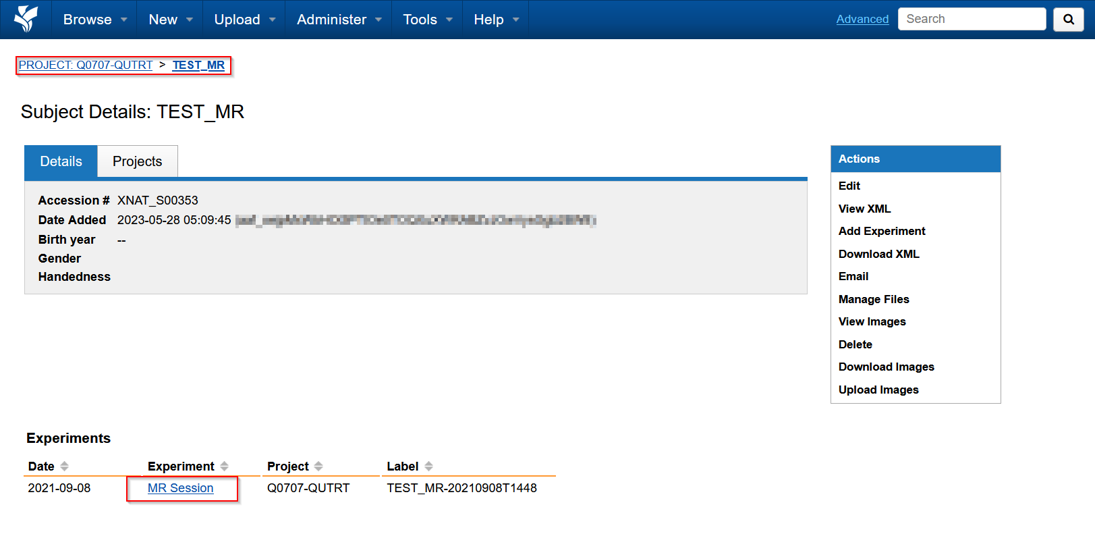 Browse New Upload Administer Tools Help Advanced Search
PROJECT: Q0707-QUTRT > TEST_MR
Subject Details: TEST_MR
Details Projects
Accession # XNAT_S00353
Date Added 2023-05-28 05:09:45
Birth year --
Gender
Handedness
Actions
Edit
View XML
Add Experiment
Download XML
Email
Manage Files
View Images
Delete
Download Images
Upload Images
Experiments
Date Experiment Project Label
2021-09-08 MR Session Q0707-QUTRT TEST_MR-20210908T1448